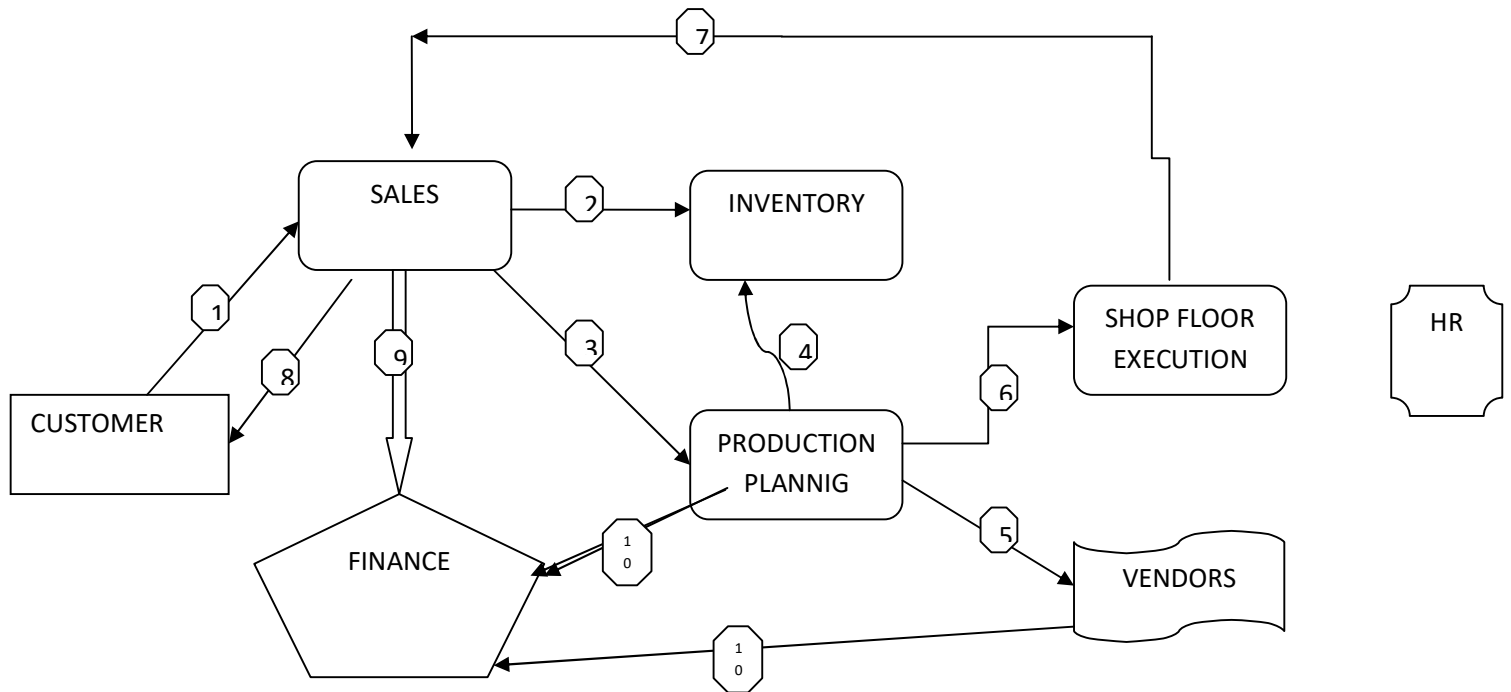 7
SALES
2
INVENTORY
1
SHOP FLOOR
EXECUTION
HR
8
9
3
4
6
CUSTOMER
PRODUCTION
PLANNIG
5
1
0
FINANCE
VENDORS
1
0